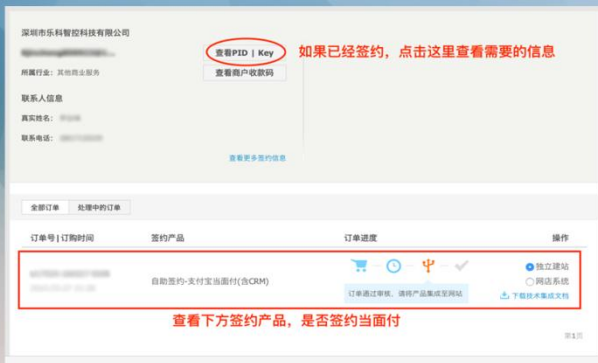 深圳市乐科智控科技有限公司
查看PID | Key
如果已经签约，点击这里查看需要的信息
所属行业：其他商业服务
查看商户收款码
联系人信息
真实姓名：
联系电话：
查看更多签约信息
全部订单
处理中的订单
订单号|订购时间
签约产品
订单进度
操作
自助签约-支付宝当面付(含CRM)
独立建站
网店系统
订单通过审核，请将产品集成至网站
下载技术集成文档
查看下方签约产品，是否签约当面付
第1页